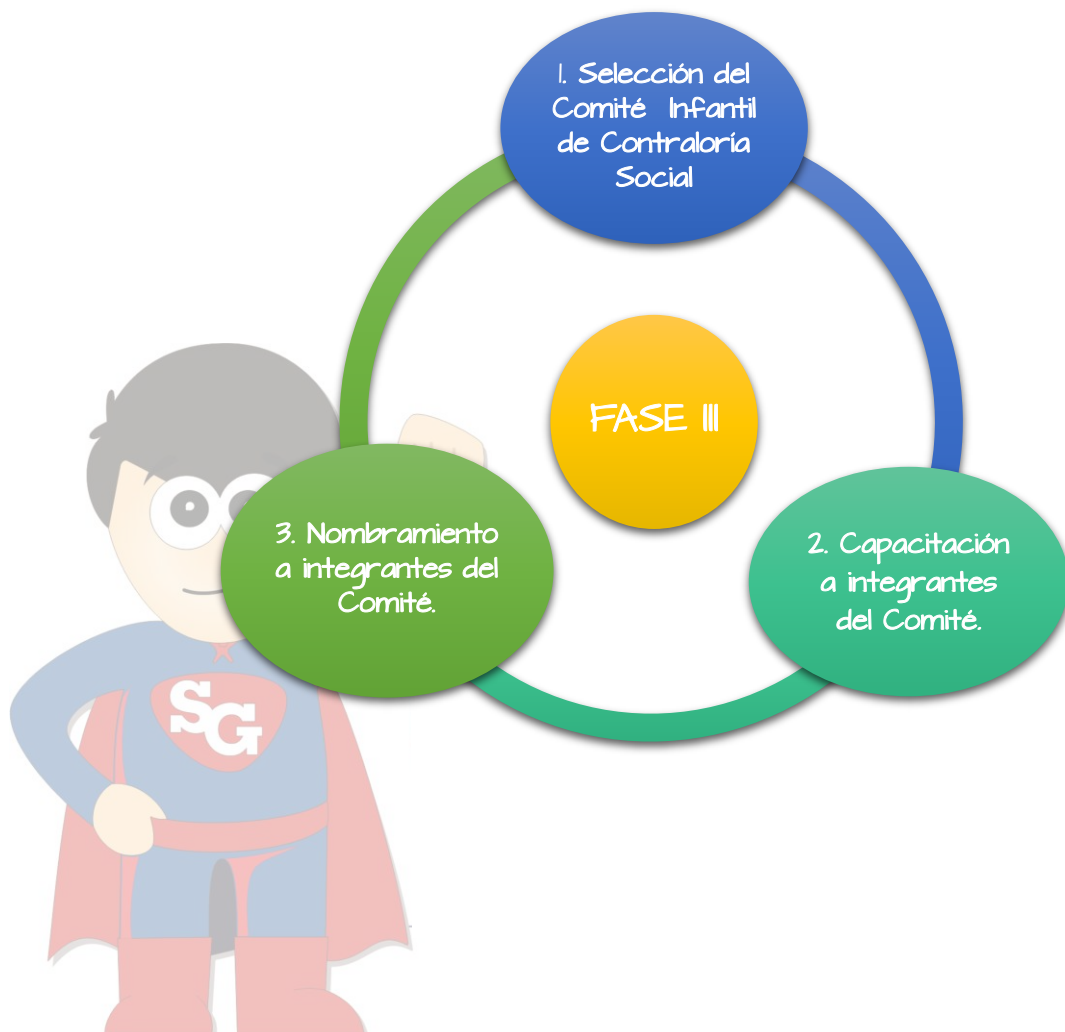 1. Selección del
Comité Infantil
de Contraloría
Social
FASE III
2. Capacitación
a integrantes
del Comité.
3. Nombramiento
a integrantes del
Comité.
SG